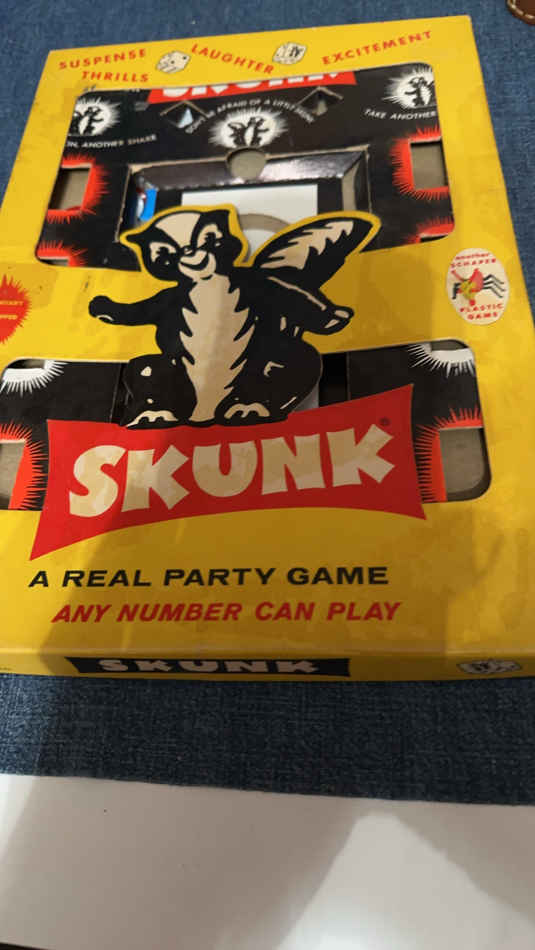 SUSPENSE LAUGHTER EXCITEMENT
THRILLS
DON'T BE AFRAID OF A LITTLE
ANOTHER SHAKE
TAKE ANOTHER
another
SCHAPER
PLASTIC
GAME
SKUNK®
A REAL PARTY GAME
ANY NUMBER CAN PLAY
SKUNK